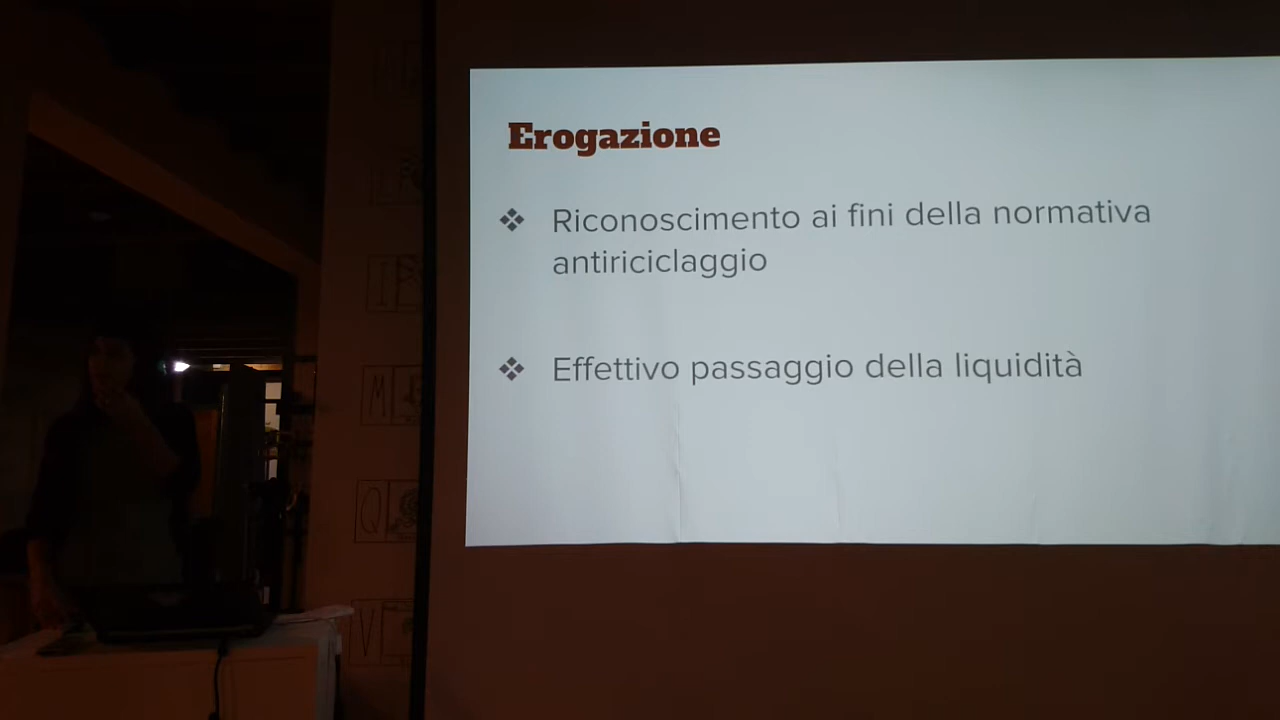 Erogazione
❖ Riconoscimento ai fini della normativa
antiriciclaggio
❖ Effettivo passaggio della liquidità
I
M
Q
V